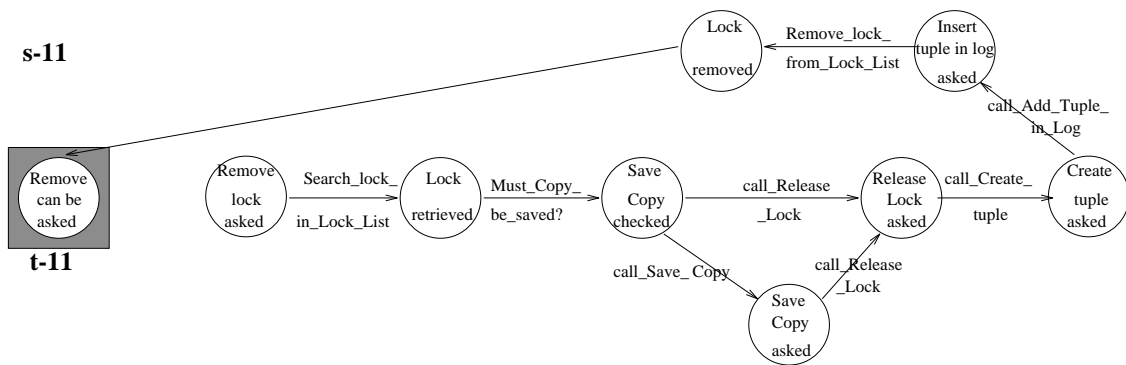 s-11
Lock
removed
Remove_lock_
from_Lock_List
Insert
tuple in log
asked
call_Add_Tuple_
in_Log
Remove
can be
asked
t-11
Remove
lock
asked
Search_lock_
in_Lock_List
Lock
retrieved
Must_Copy_
be_saved?
Save
Copy
checked
call_Release
_Lock
Release
Lock
asked
call_Create_
tuple
Create
tuple
asked
call_Save_ Copy
call_Release
_Lock
Save
Copy
asked